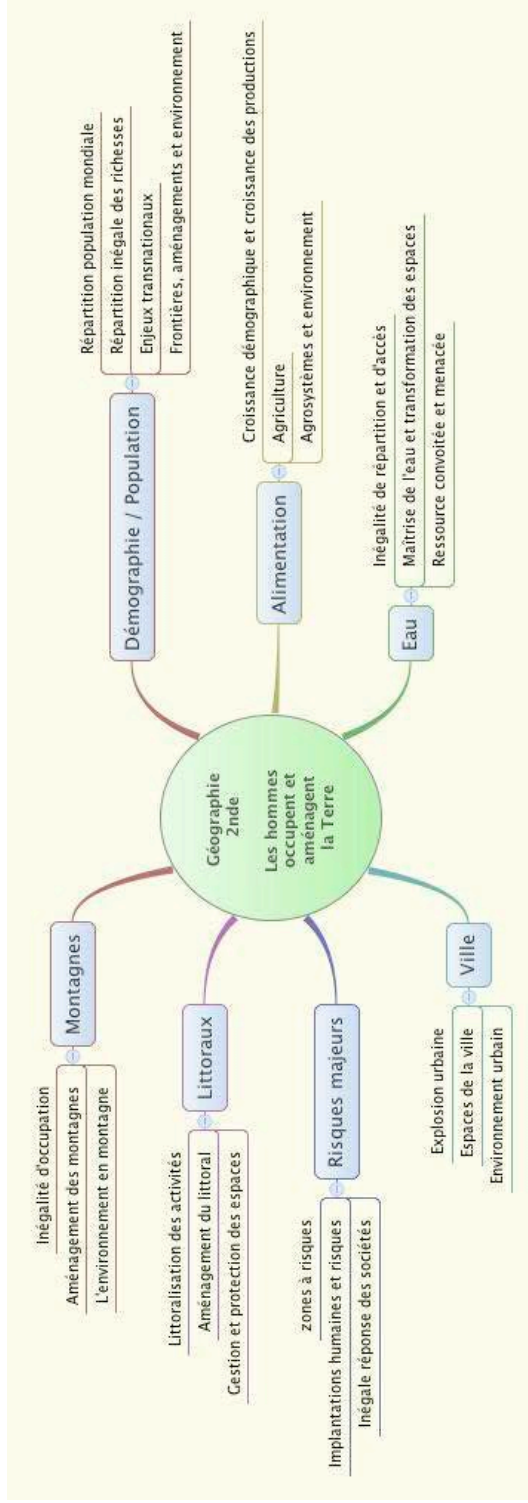 Géographie
2nde
Les hommes
occupent et
aménagent
la Terre
Démographie / Population
Répartition population mondiale
Répartition inégale des richesses
Enjeux transnationaux
Frontières, aménagements et environnement
Alimentation
Croissance démographique et croissance des productions
Agriculture
Agrosystèmes et environnement
Eau
Inégalité de répartition et d'accès
Maîtrise de l'eau et transformation des espaces
Ressource convoitée et menacée
Ville
Explosion urbaine
Espaces de la ville
Environnement urbain
Risques majeurs
zones à risques
Implantations humaines et risques
Inégale réponse des sociétés
Littoraux
Littoralisation des activités
Aménagement du littoral
Gestion et protection des espaces
Montagnes
Inégalité d'occupation
Aménagement des montagnes
L'environnement en montagne